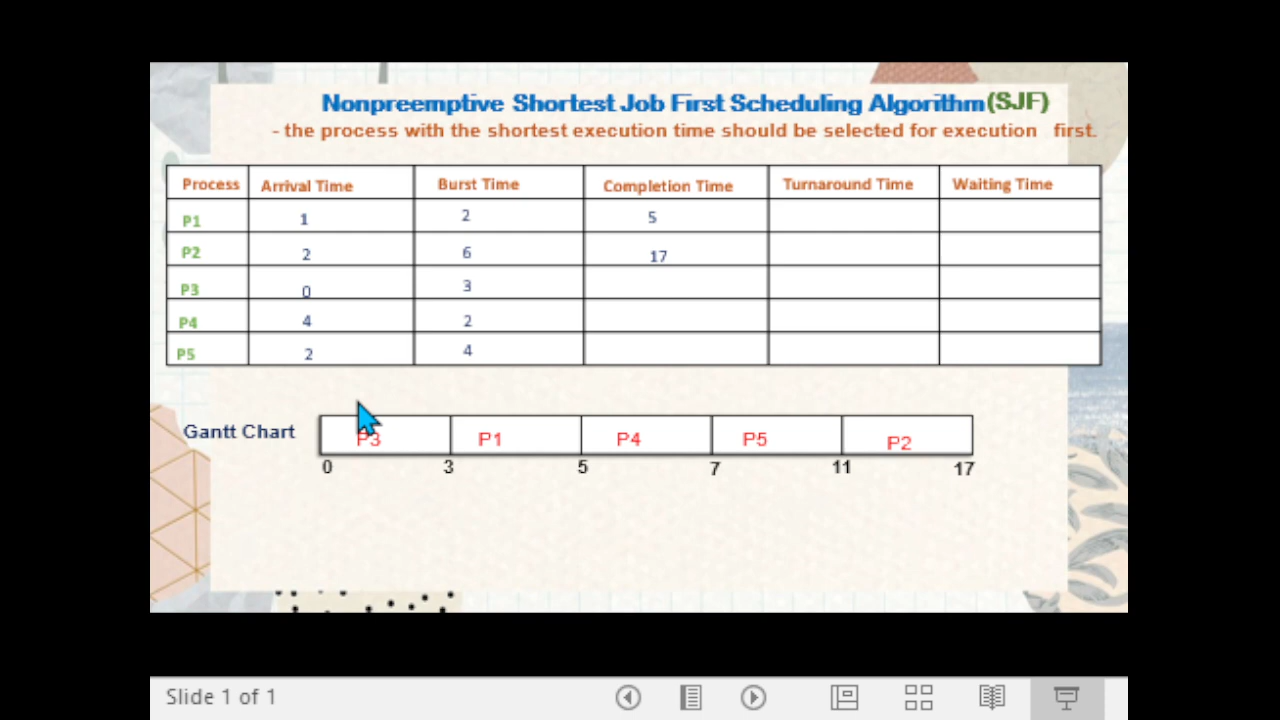 Nonpreemptive Shortest Job First Scheduling Algorithm (SJF)
- the process with the shortest execution time should be selected for execution first.
Process Arrival Time Burst Time Completion Time Turnaround Time Waiting Time
P1 1 2 5
P2 2 6 17
P3 0 3
P4 4 2
P5 2 4
Gantt Chart P3 P1 P4 P5 P2
0 3 5 7 11 17
Slide 1 of 1